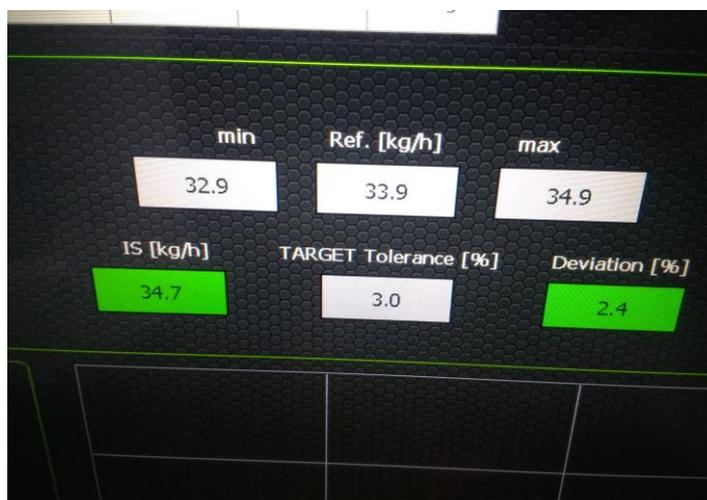 min Ref. [kg/h] max
32.9 33.9 34.9
IS [kg/h] TARGET Tolerance [%] Deviation [%]
34.7 3.0 2.4